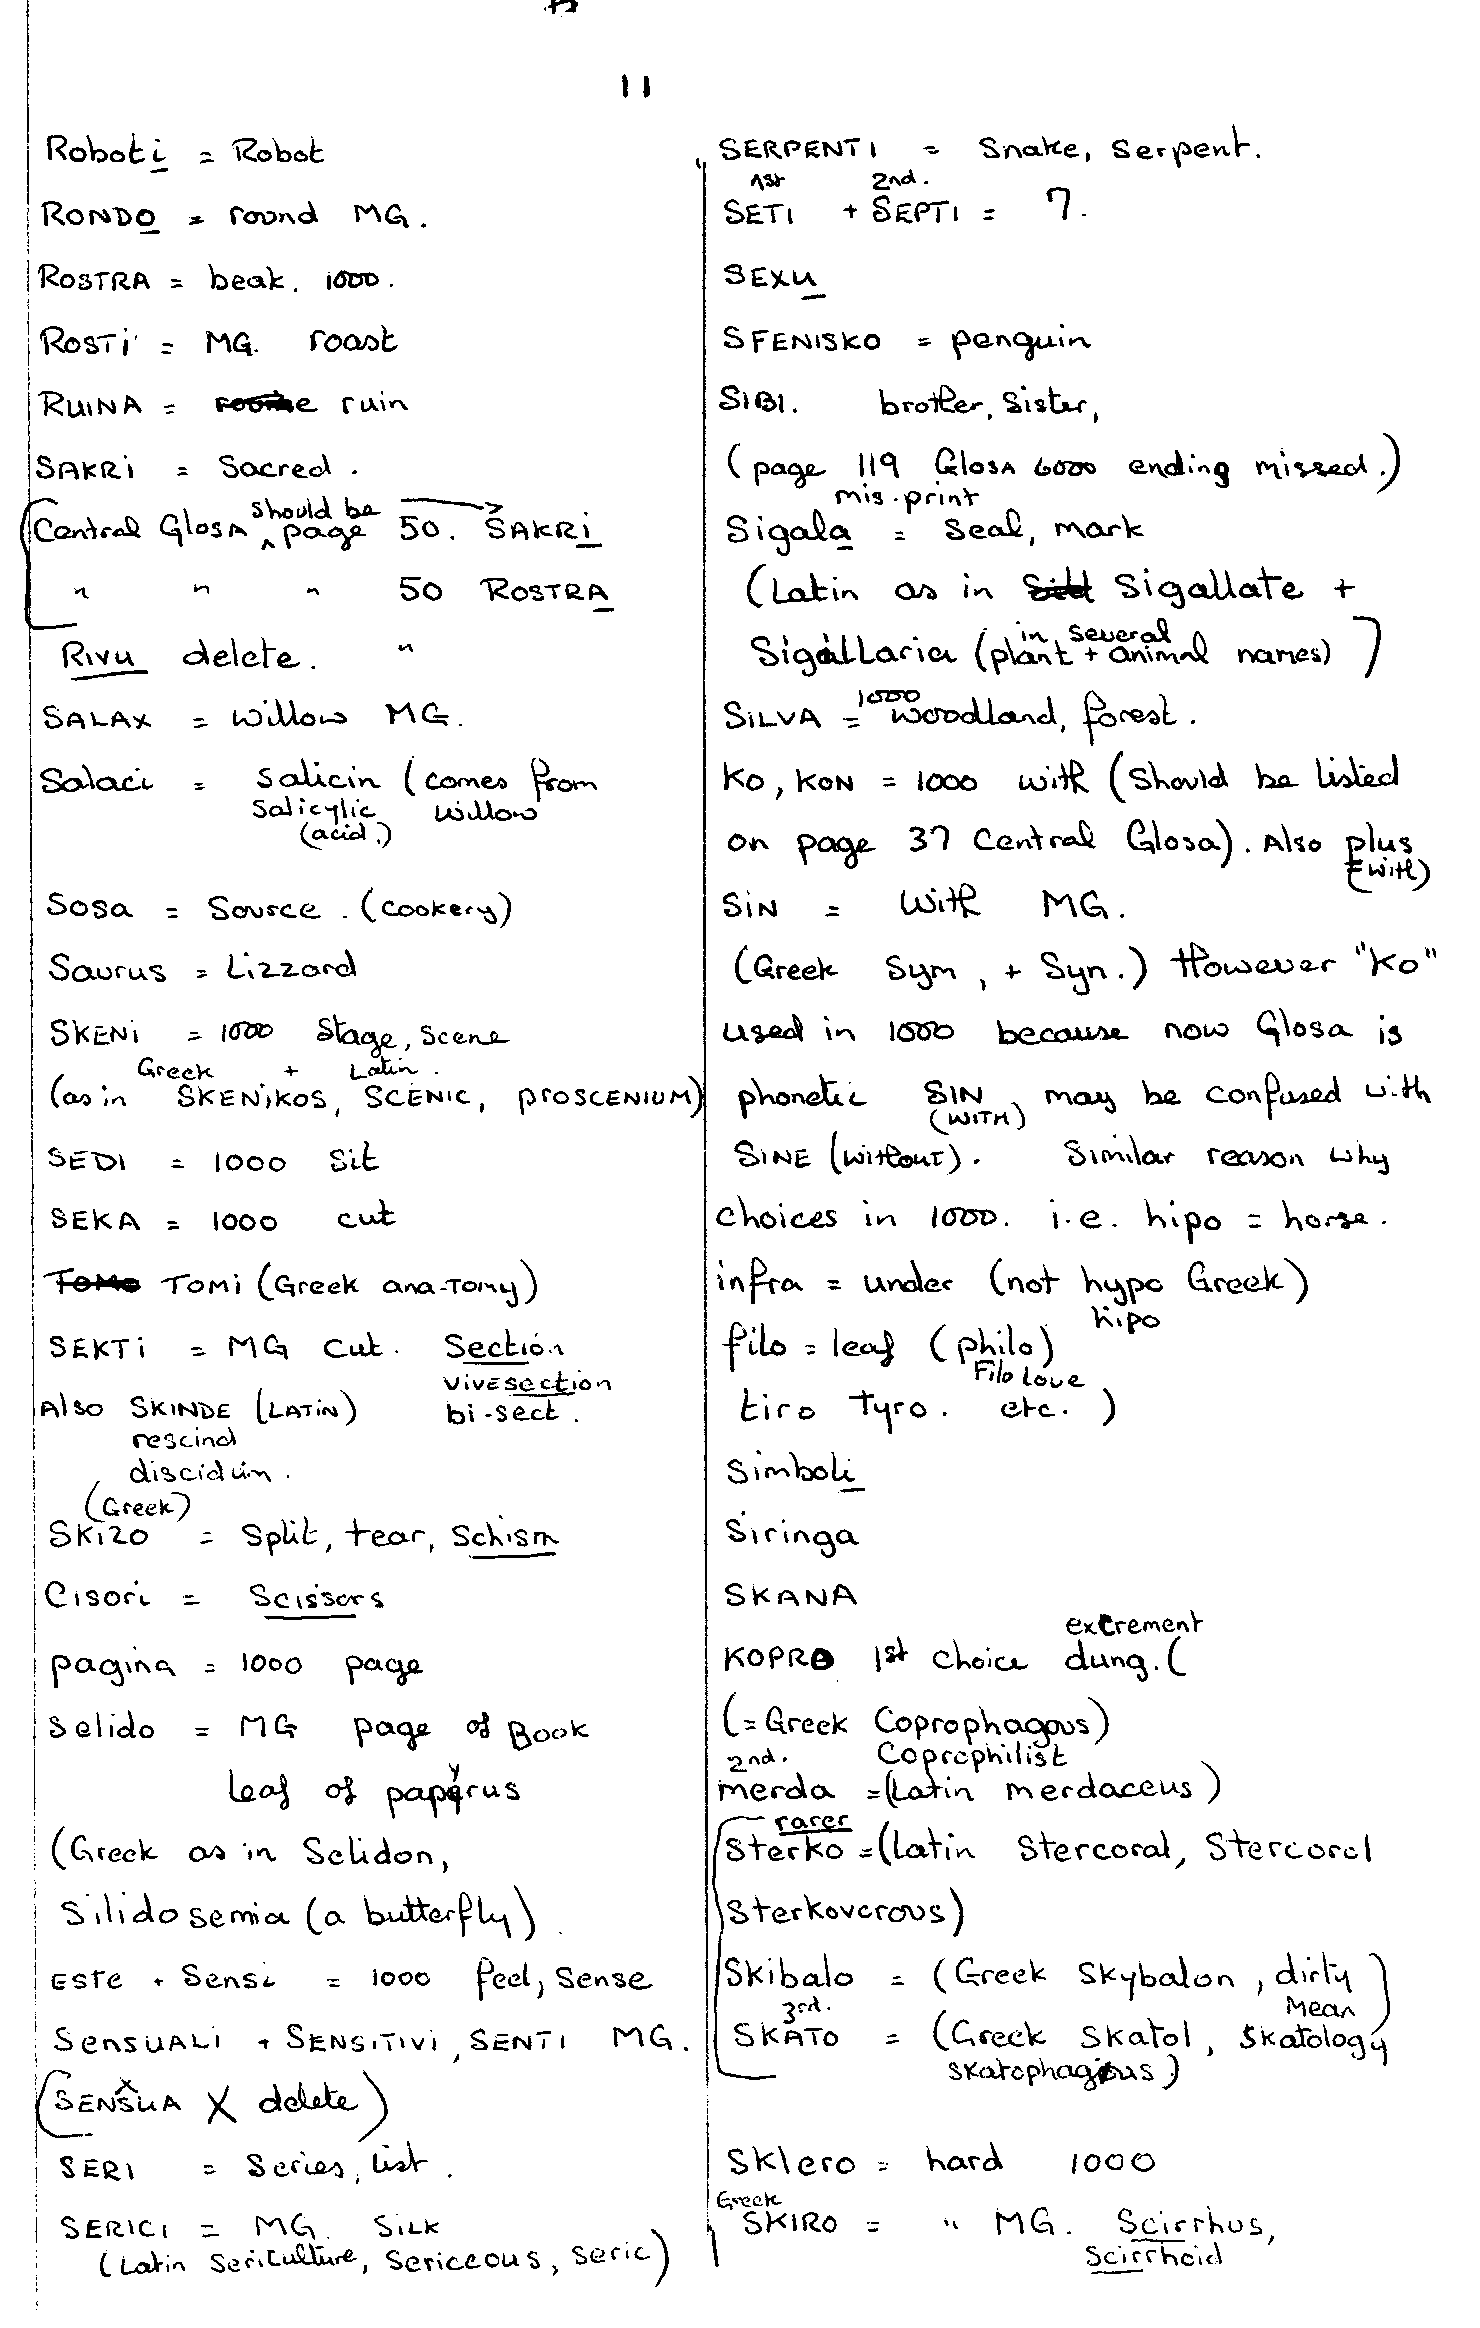 11
Roboti = Robot
RONDO = round MG.
ROSTRA = beak. 1000.
ROSTi = MG. roast
RUINA = ruin
SAKRi = Sacred.
Central GlosA should be page 50. SAKRi
" " " 50 ROSTRA
Rivu delete. "
SALAX = willow MG.
Salaci = Salicin (comes from
Salicylic willow
(acid.)
Sosa = Source. (cookery)
Saurus = Lizzard
SKENi = 1000 Stage, scene
Greek + Latin.
(as in SKENiKOS, SCENIC, PROSCENIUM)
SEDI = 1000 Sit
SEKA = 1000 cut
Tomo TOMi (Greek ana-TOMY)
SEKTi = MG cut. Section
vivesection
Also SKINDE (LATIN) bi-sect.
rescind
discidium.
(Greek)
SKIZO = Split, tear, Schism
Cisori = Scissors
pagina = 1000 page
Selido = MG page of Book
leaf of papyrus
(Greek as in Selidon,
Silidosemia (a butterfly)
Este + Sensi = 1000 feel, Sense
SensUALI + SENSITIVI, SENTI MG.
(SENSUA X delete)
SERI = Series, list.
SERICI = MG. SILK
(Latin Sericulture, Sericeous, Seric)
SERPENTI = Snake, Serpent.
1st 2nd.
SETI + SEPTI = 7.
SEXU
SFENISKO = penguin
SIBI. brother, Sister,
(page 119 GlosA 6000 ending missed.)
mis-print
Sigala = Seal, mark
(Latin as in Sigallate +
Sigallaria (in several plant + animal names)
SiLVA = 1000 woodland, forest.
KO, KON = 1000 with (Should be listed
on page 37 Central Glosa). Also plus
(with)
SiN = With MG.
(Greek Sym, + Syn.) However "Ko"
used in 1000 because now Glosa is
phonetic SIN may be confused with
(WITH)
SiNE (without). Similar reason why
choices in 1000. i.e. hipo = horse.
infra = under (not hypo Greek)
hipo
filo = leaf (philo)
Filo Love
tiro Tyro. etc.)
Simboli
Siringa
SKANA
excrement
KOPRO 1st choice dung. (
(= Greek Coprophagous)
2nd. Coprophilist
merda = (Latin merdaceus)
rarer
Sterko = (Latin Stercoral, Stercorol
Sterkoverous)
Skibalo = (Greek Skybalon, dirty
3rd. Mean
SKATO = (Greek Skatol, Skatology
skatophagous)
Sklero = hard 1000
Greek
SKIRO = " MG. Scirrhus,
Scirrhoid